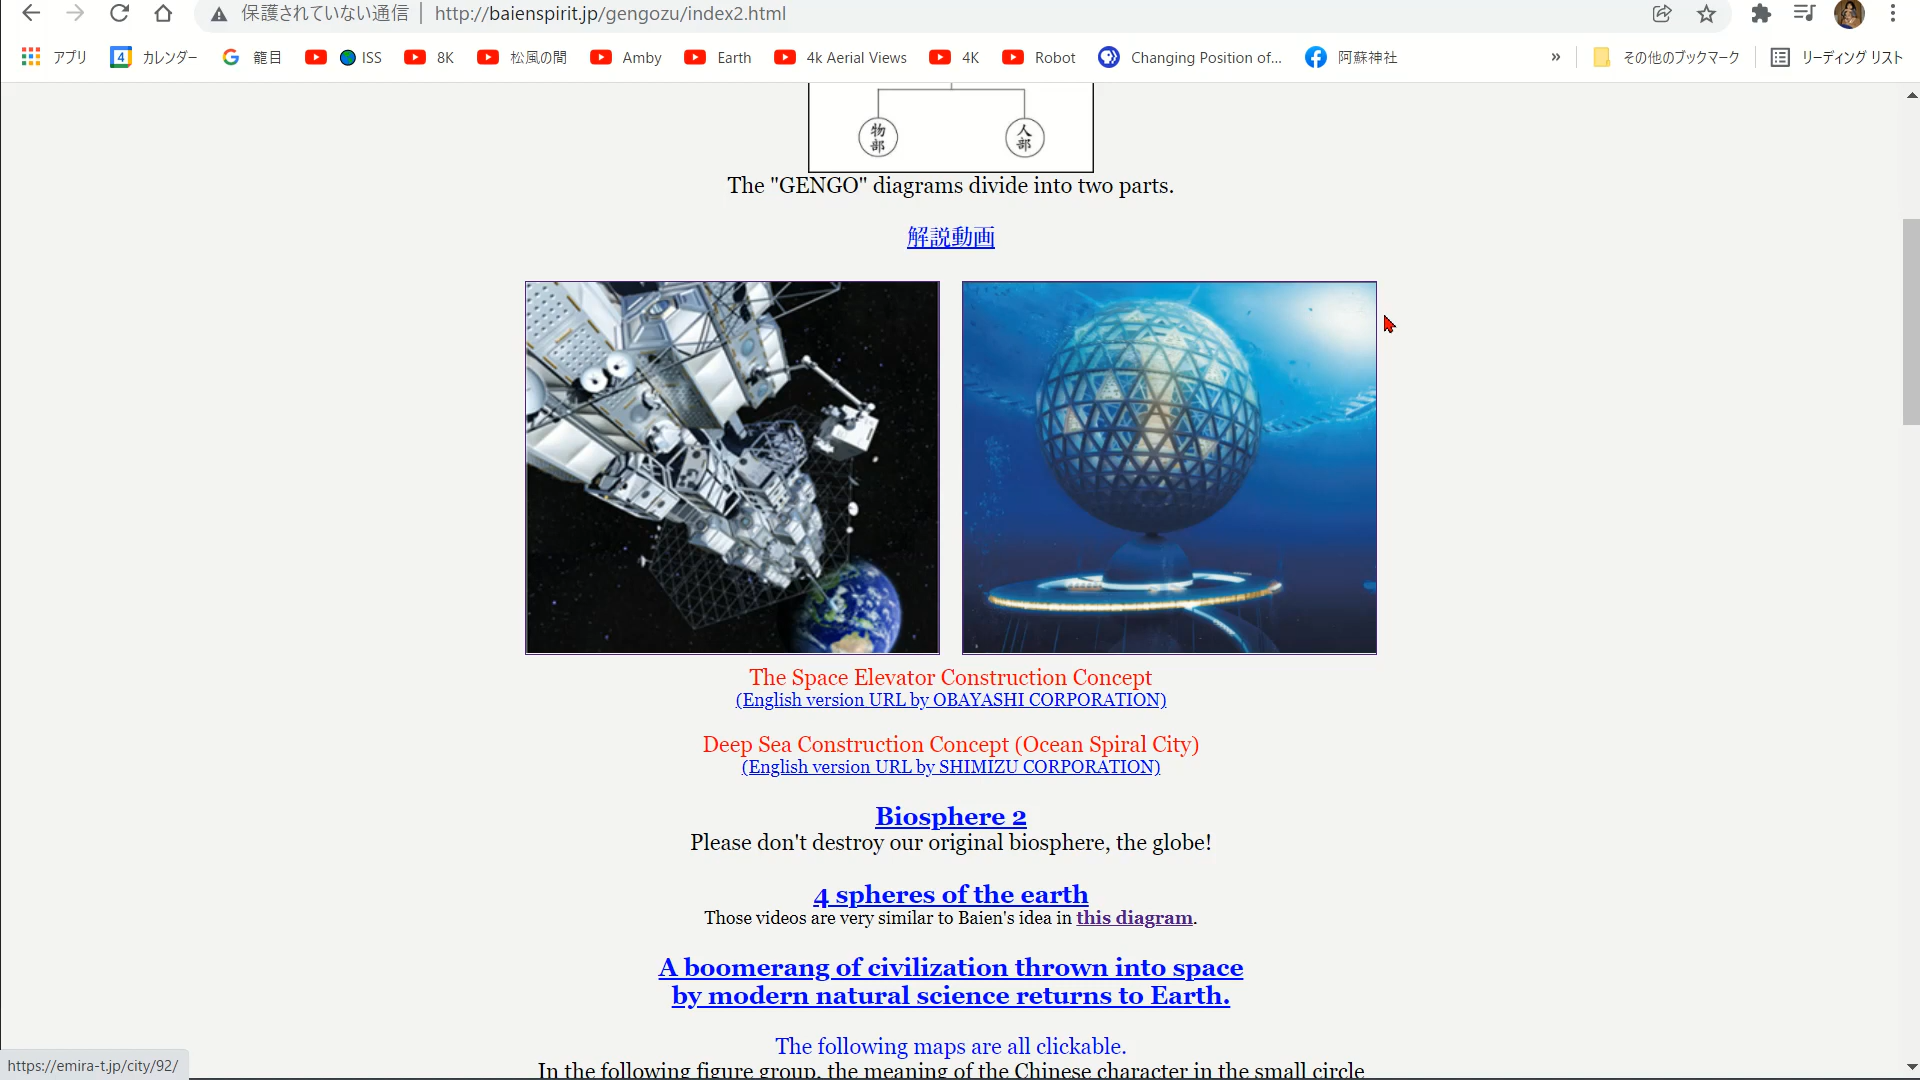 保護されていない通信 | http://baienspirit.jp/gengozu/index2.html
アプリ 4 カレンダー G 籠目 ISS 8K 松風の間 Amby Earth 4k Aerial Views 4K Robot Changing Position of... 阿蘇神社 » その他のブックマーク リーディング リスト
物部 人部
The "GENGO" diagrams divide into two parts.
解説動画
The Space Elevator Construction Concept
(English version URL by OBAYASHI CORPORATION)
Deep Sea Construction Concept (Ocean Spiral City)
(English version URL by SHIMIZU CORPORATION)
Biosphere 2
Please don't destroy our original biosphere, the globe!
4 spheres of the earth
Those videos are very similar to Baien's idea in this diagram.
A boomerang of civilization thrown into space
by modern natural science returns to Earth.
The following maps are all clickable.
In the following figure group, the meaning of the Chinese character in the small circle
https://emira-t.jp/city/92/